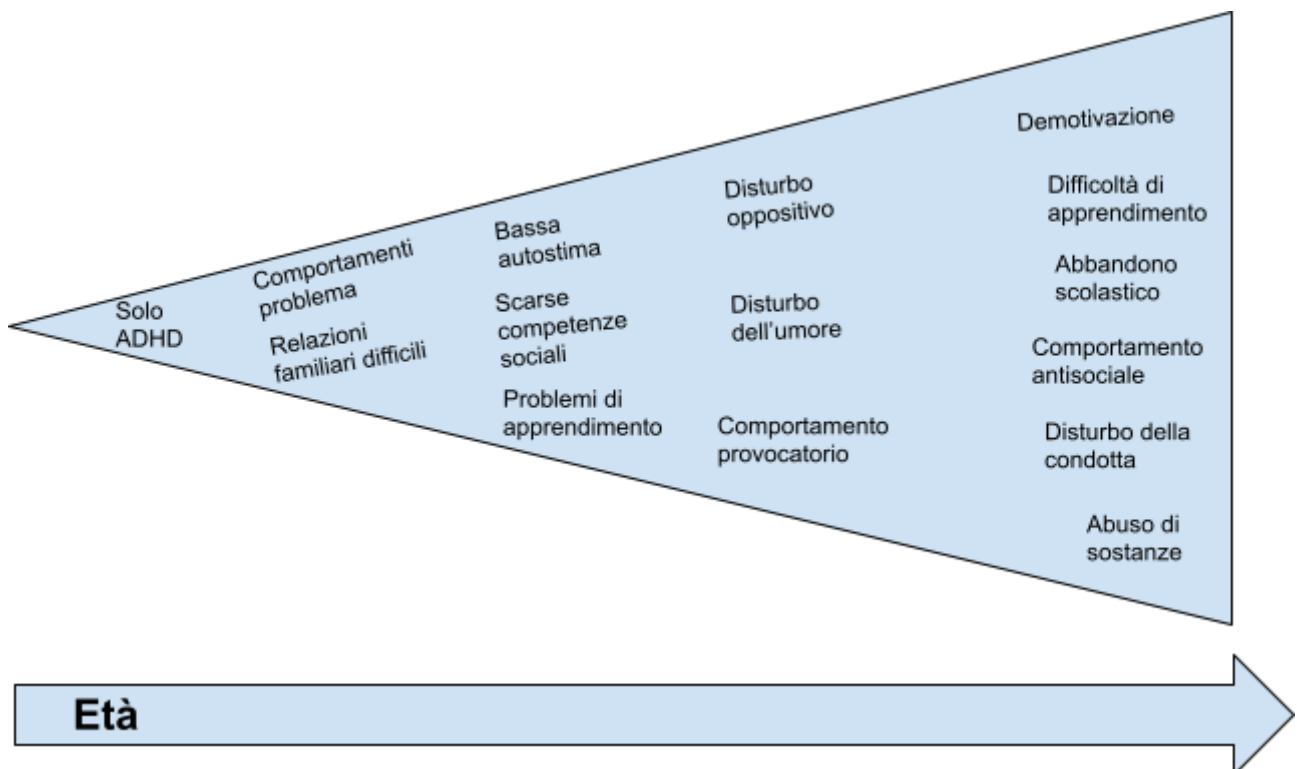 Solo
ADHD
Comportamenti
problema
Relazioni
familiari difficili
Bassa
autostima
Scarse
competenze
sociali
Problemi di
apprendimento
Disturbo
oppositivo
Disturbo
dell'umore
Comportamento
provocatorio
Demotivazione
Difficoltà di
apprendimento
Abbandono
scolastico
Comportamento
antisociale
Disturbo della
condotta
Abuso di
sostanze
Età